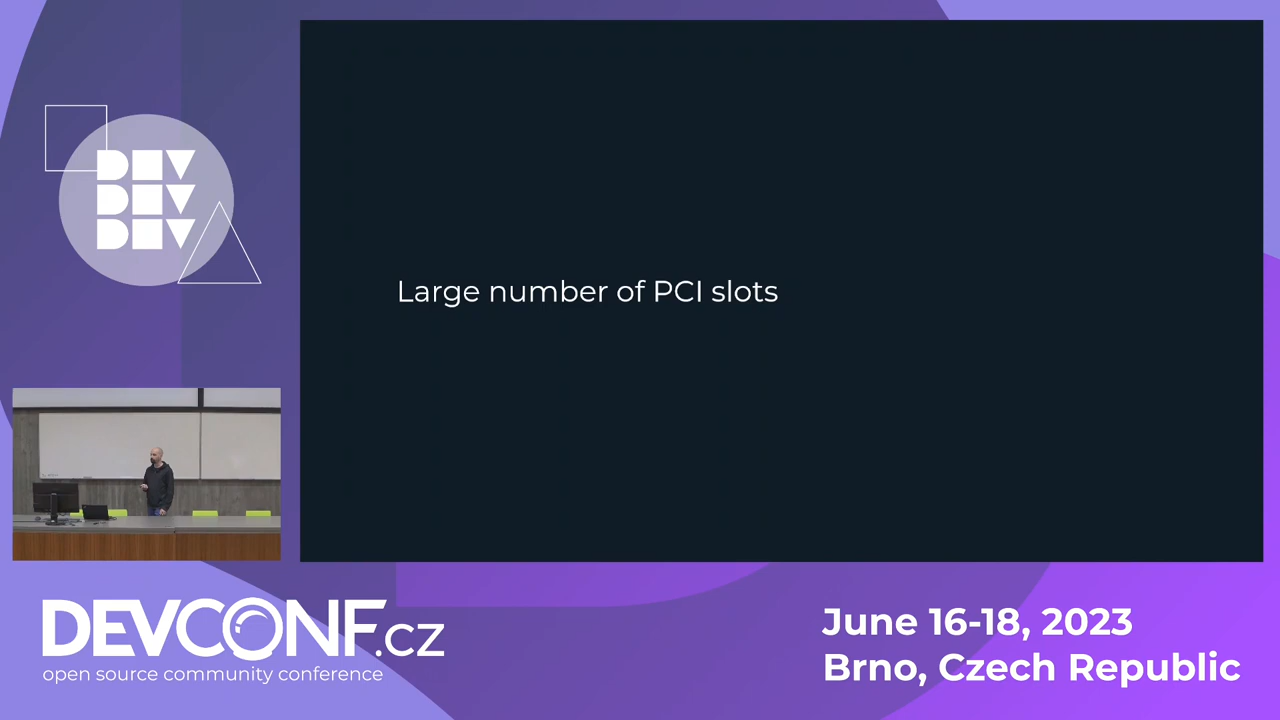 DEV
DEV
DEV
Large number of PCI slots
DEVCONF.cz
open source community conference
June 16-18, 2023
Brno, Czech Republic